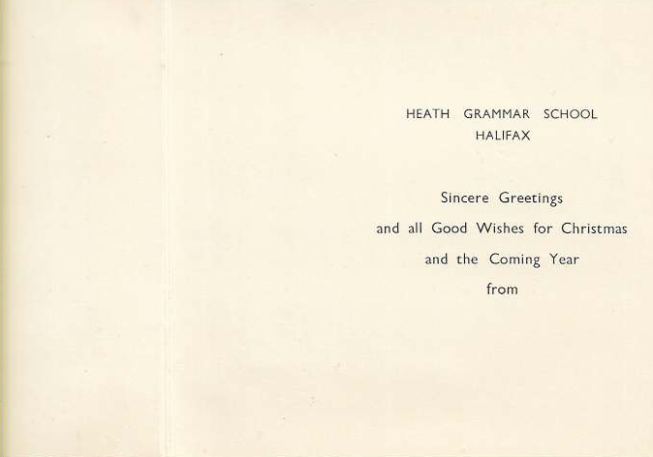 HEATH GRAMMAR SCHOOL
HALIFAX
Sincere Greetings
and all Good Wishes for Christmas
and the Coming Year
from